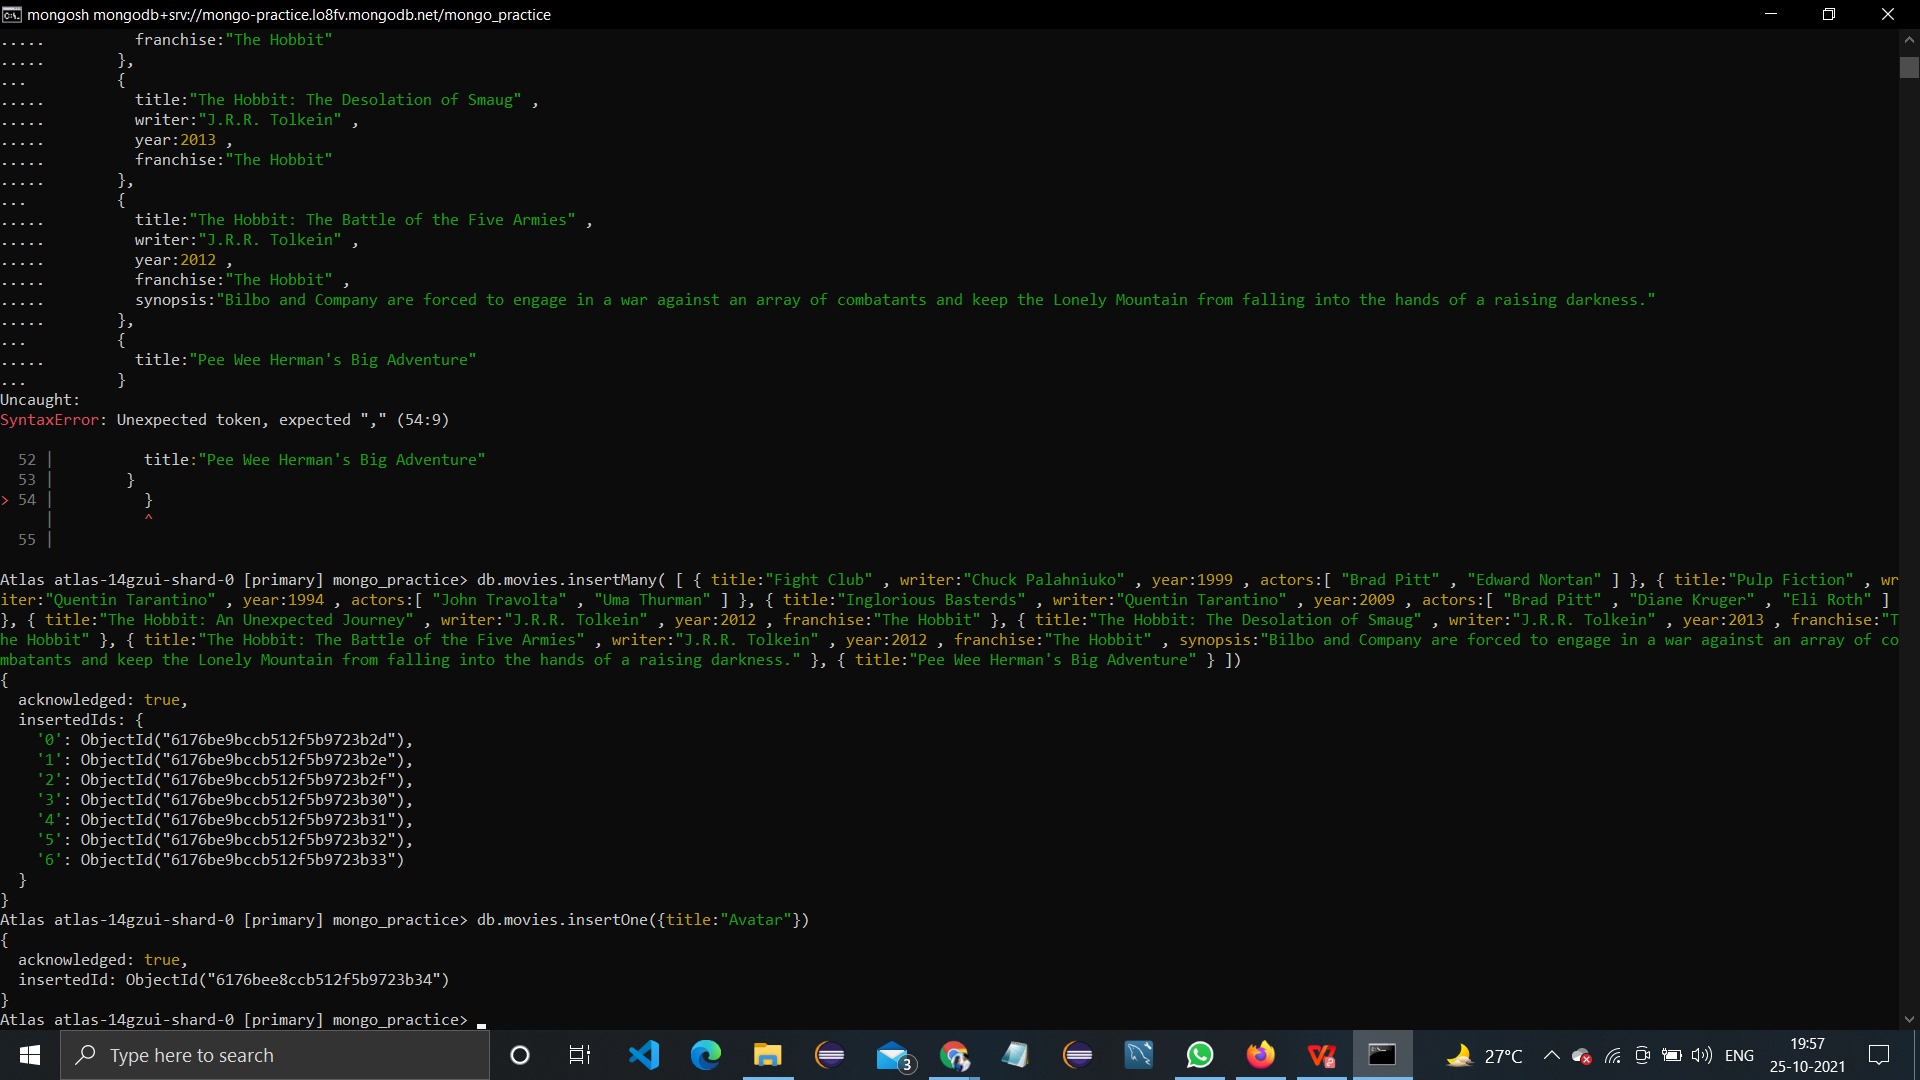 mongosh mongodb+srv://mongo-practice.lo8fv.mongodb.net/mongo_practice
.....          franchise:"The Hobbit"
.....        },
...          {
.....          title:"The Hobbit: The Desolation of Smaug" ,
.....          writer:"J.R.R. Tolkein" ,
.....          year:2013 ,
.....          franchise:"The Hobbit"
.....        },
...          {
.....          title:"The Hobbit: The Battle of the Five Armies" ,
.....          writer:"J.R.R. Tolkein" ,
.....          year:2012 ,
.....          franchise:"The Hobbit" ,
.....          synopsis:"Bilbo and Company are forced to engage in a war against an array of combatants and keep the Lonely Mountain from falling into the hands of a raising darkness."
.....        },
...          {
.....          title:"Pee Wee Herman's Big Adventure"
...          }
Uncaught:
SyntaxError: Unexpected token, expected "," (54:9)
  52 |          title:"Pee Wee Herman's Big Adventure"
  53 |        }
> 54 |          }
     |          ^
  55 |
Atlas atlas-14gzui-shard-0 [primary] mongo_practice> db.movies.insertMany( [ { title:"Fight Club" , writer:"Chuck Palahniuko" , year:1999 , actors:[ "Brad Pitt" , "Edward Nortan" ] }, { title:"Pulp Fiction" , wr
iter:"Quentin Tarantino" , year:1994 , actors:[ "John Travolta" , "Uma Thurman" ] }, { title:"Inglorious Basterds" , writer:"Quentin Tarantino" , year:2009 , actors:[ "Brad Pitt" , "Diane Kruger" , "Eli Roth" ]
}, { title:"The Hobbit: An Unexpected Journey" , writer:"J.R.R. Tolkein" , year:2012 , franchise:"The Hobbit" }, { title:"The Hobbit: The Desolation of Smaug" , writer:"J.R.R. Tolkein" , year:2013 , franchise:"T
he Hobbit" }, { title:"The Hobbit: The Battle of the Five Armies" , writer:"J.R.R. Tolkein" , year:2012 , franchise:"The Hobbit" , synopsis:"Bilbo and Company are forced to engage in a war against an array of co
mbatants and keep the Lonely Mountain from falling into the hands of a raising darkness." }, { title:"Pee Wee Herman's Big Adventure" } ])
{
  acknowledged: true,
  insertedIds: {
    '0': ObjectId("6176be9bccb512f5b9723b2d"),
    '1': ObjectId("6176be9bccb512f5b9723b2e"),
    '2': ObjectId("6176be9bccb512f5b9723b2f"),
    '3': ObjectId("6176be9bccb512f5b9723b30"),
    '4': ObjectId("6176be9bccb512f5b9723b31"),
    '5': ObjectId("6176be9bccb512f5b9723b32"),
    '6': ObjectId("6176be9bccb512f5b9723b33")
  }
}
Atlas atlas-14gzui-shard-0 [primary] mongo_practice> db.movies.insertOne({title:"Avatar"})
{
  acknowledged: true,
  insertedId: ObjectId("6176bee8ccb512f5b9723b34")
}
Atlas atlas-14gzui-shard-0 [primary] mongo_practice>
Type here to search
3
27°C
ENG
19:57
25-10-2021